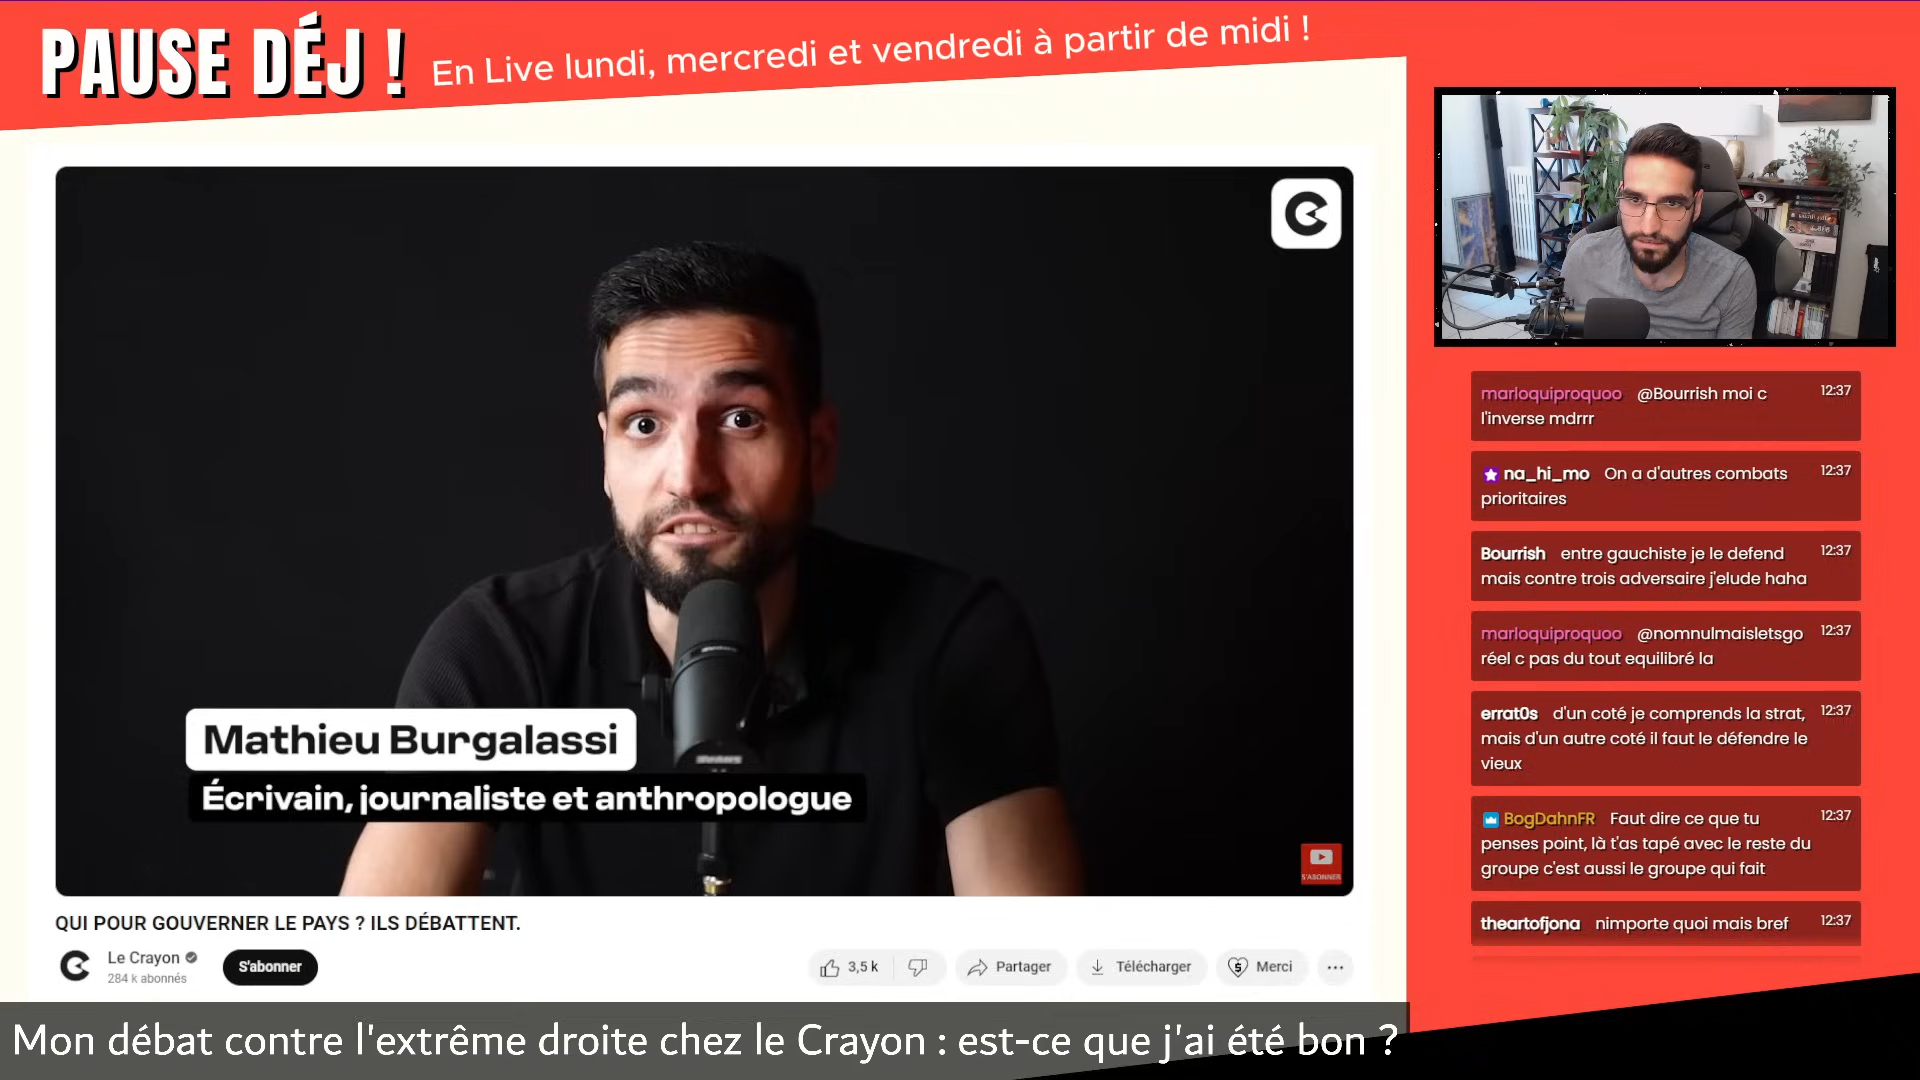 PAUSE DÉJ !
En Live lundi, mercredi et vendredi à partir de midi !
Mathieu Burgalassi
Écrivain, journaliste et anthropologue
S'ABONNER
QUI POUR GOUVERNER LE PAYS ? ILS DÉBATTENT.
Le Crayon
284 k abonnés
S'abonner
3,5 k
Partager
Télécharger
Merci
marloquiproquoo @Bourrish moi c 12:37
l'inverse mdrrr
na_hi_mo On a d'autres combats 12:37
prioritaires
Bourrish entre gauchiste je le defend 12:37
mais contre trois adversaire j'elude haha
marloquiproquoo @nomnulmaisletsgo 12:37
réel c pas du tout equilibré la
errat0s d'un coté je comprends la strat, 12:37
mais d'un autre coté il faut le défendre le
vieux
BogDahnFR Faut dire ce que tu 12:37
penses point, là t'as tapé avec le reste du
groupe c'est aussi le groupe qui fait
theartofjona nimporte quoi mais bref 12:37
Mon débat contre l'extrême droite chez le Crayon : est-ce que j'ai été bon ?